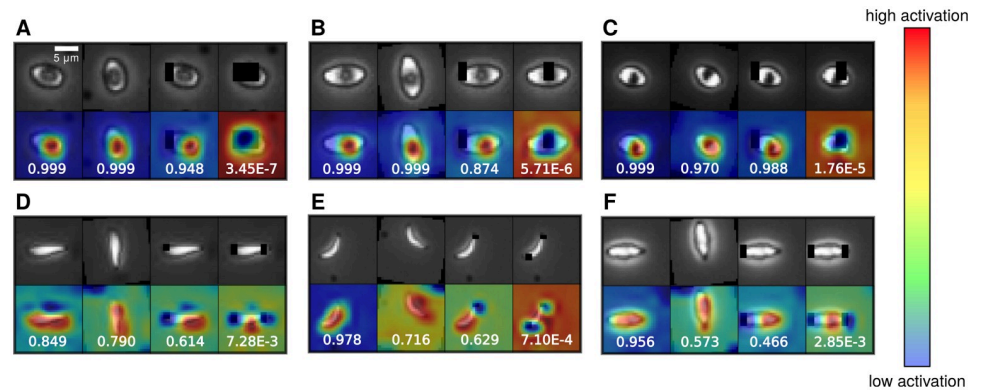 high activation
A
B
C
5 µm
0.999 0.999 0.948 3.45E-7
0.999 0.999 0.874 5.71E-6
0.999 0.970 0.988 1.76E-5
D
E
F
0.849 0.790 0.614 7.28E-3
0.978 0.716 0.629 7.10E-4
0.956 0.573 0.466 2.85E-3
low activation